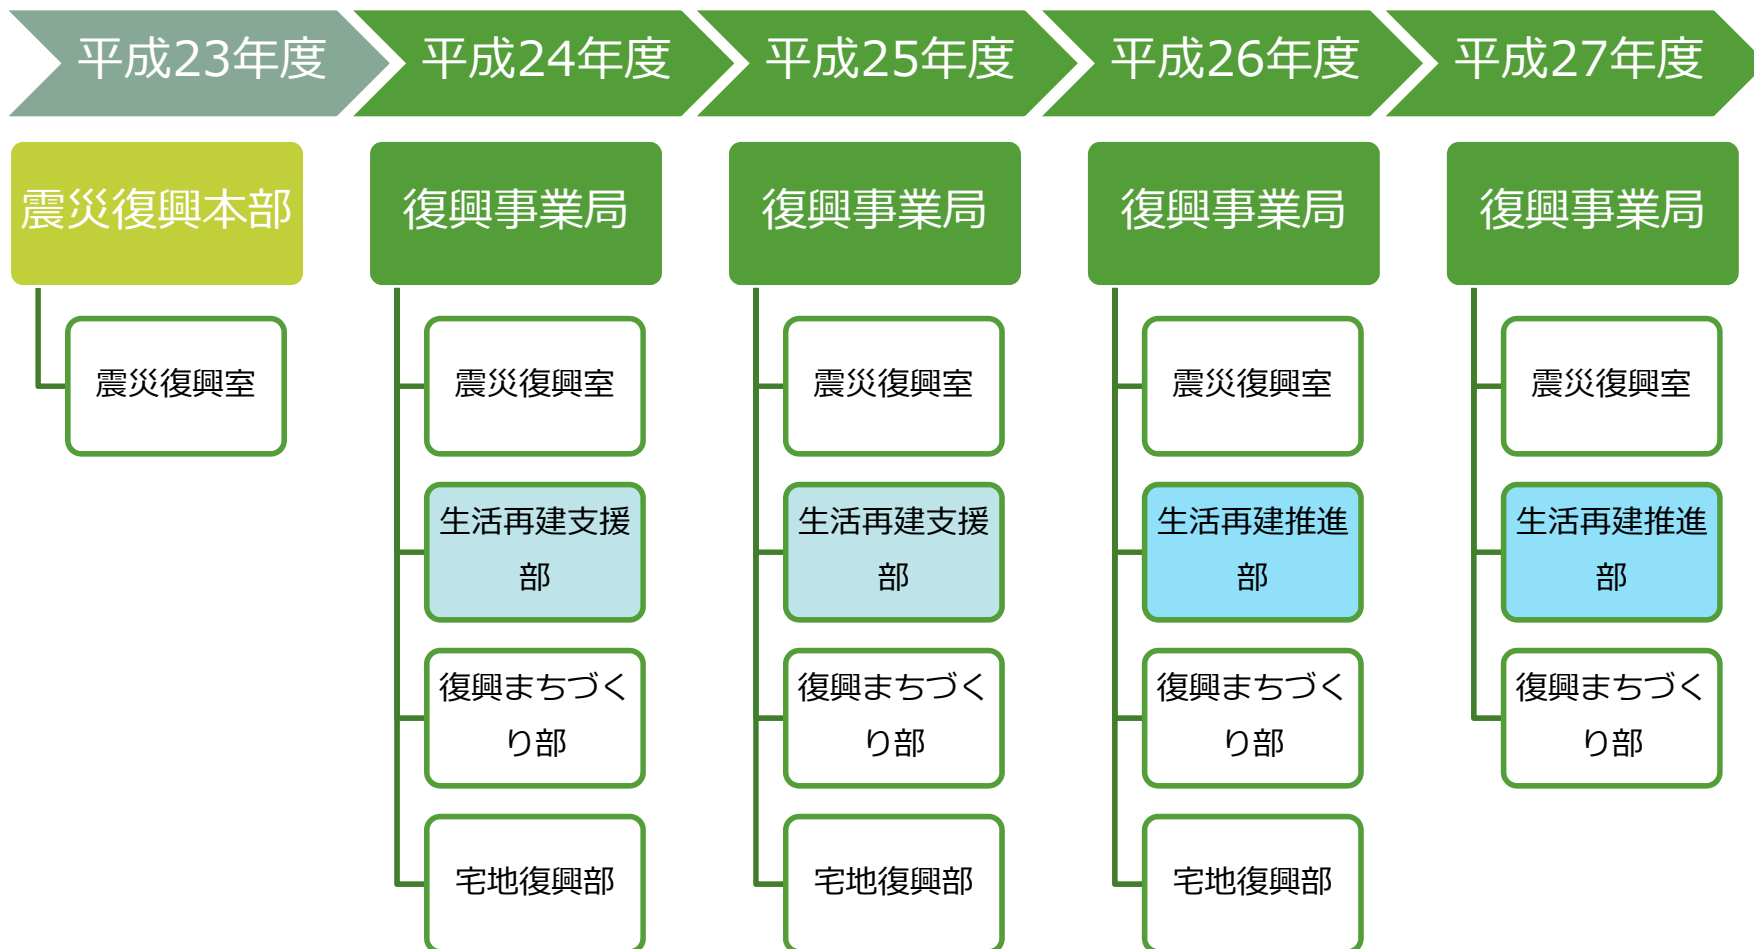 平成23年度
平成24年度
平成25年度
平成26年度
平成27年度
震災復興本部
復興事業局
復興事業局
復興事業局
復興事業局
震災復興室
震災復興室
震災復興室
震災復興室
震災復興室
生活再建支援
部
生活再建支援
部
生活再建推進
部
生活再建推進
部
復興まちづく
り部
復興まちづく
り部
復興まちづく
り部
復興まちづく
り部
宅地復興部
宅地復興部
宅地復興部